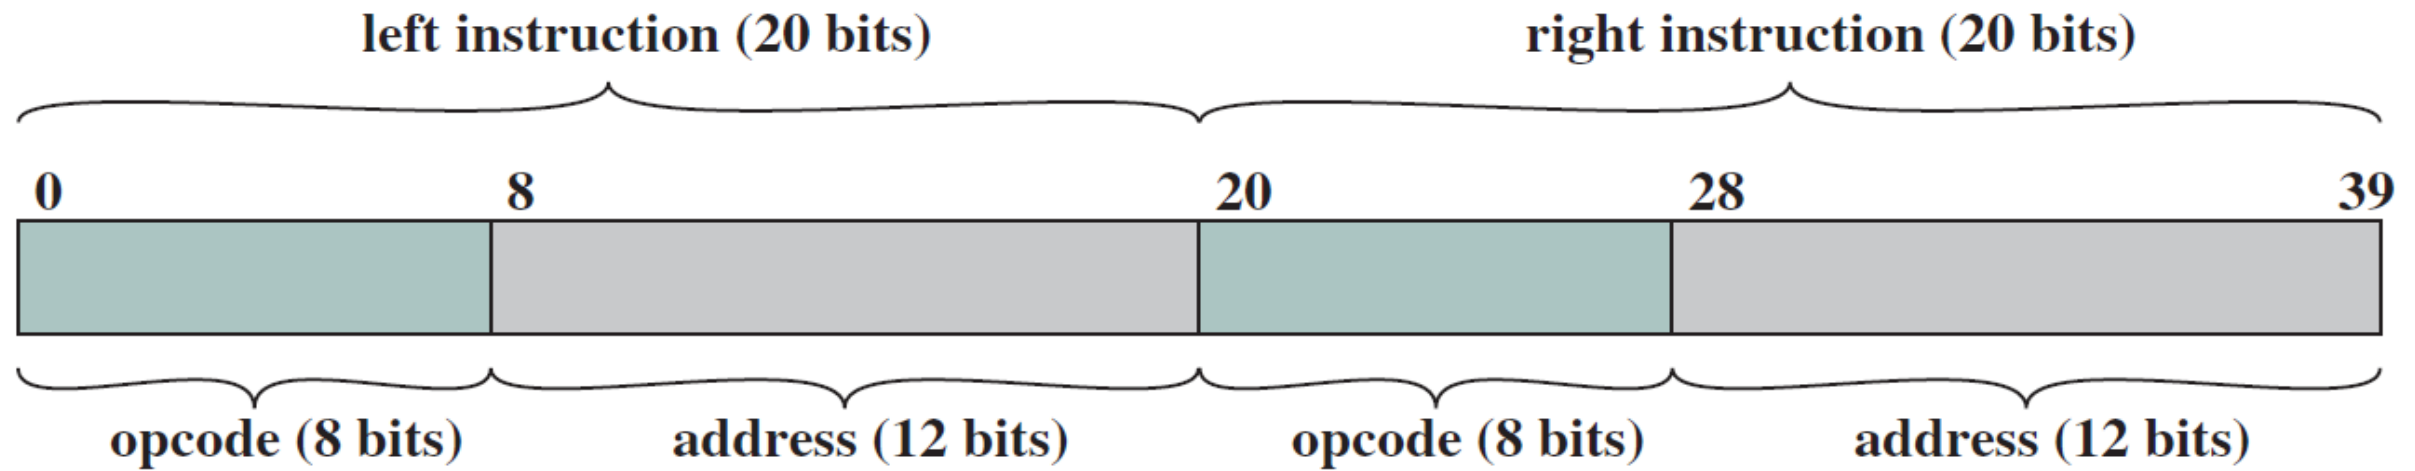 left instruction (20 bits) right instruction (20 bits)
0 8 20 28 39
opcode (8 bits) address (12 bits) opcode (8 bits) address (12 bits)